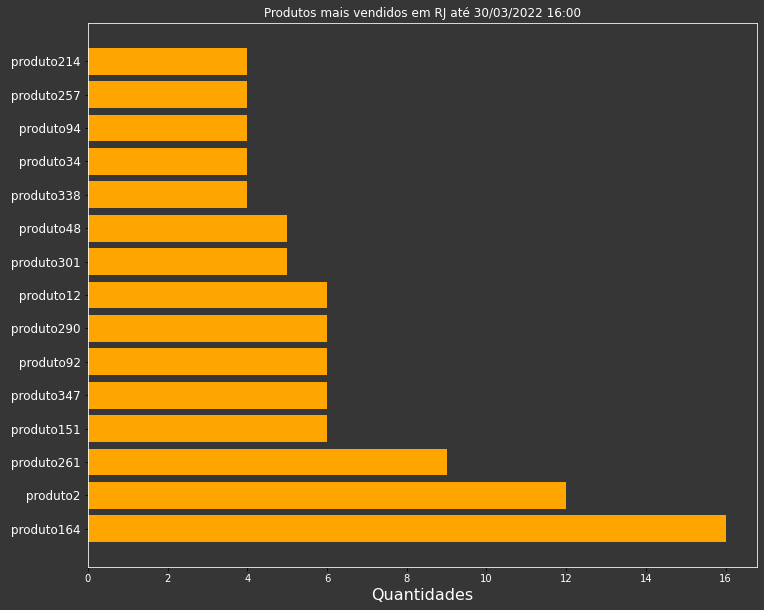 Produtos mais vendidos em RJ até 30/03/2022 16:00
produto214
produto257
produto94
produto34
produto338
produto48
produto301
produto12
produto290
produto92
produto347
produto151
produto261
produto2
produto164
0 2 4 6 8 10 12 14 16
Quantidades